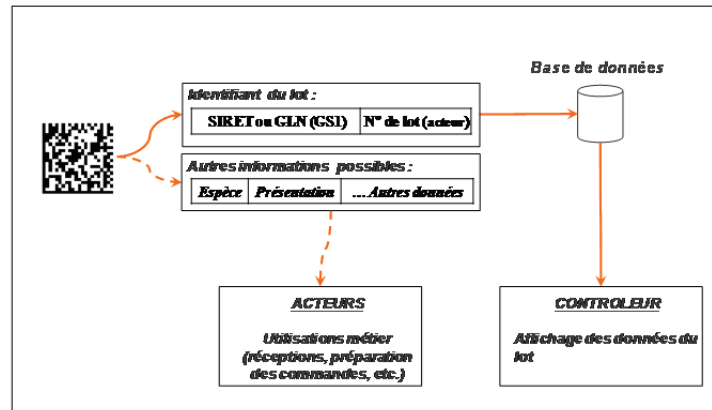 Base de données
Identifiant du lot :
SIRET ou GLN (GS1) N° de lot (acteur)
Autres informations possibles :
Espèce Présentation ... Autres données
ACTEURS
Utilisations métier
(réceptions, préparation
des commandes, etc.)
CONTROLEUR
Affichage des données du
lot